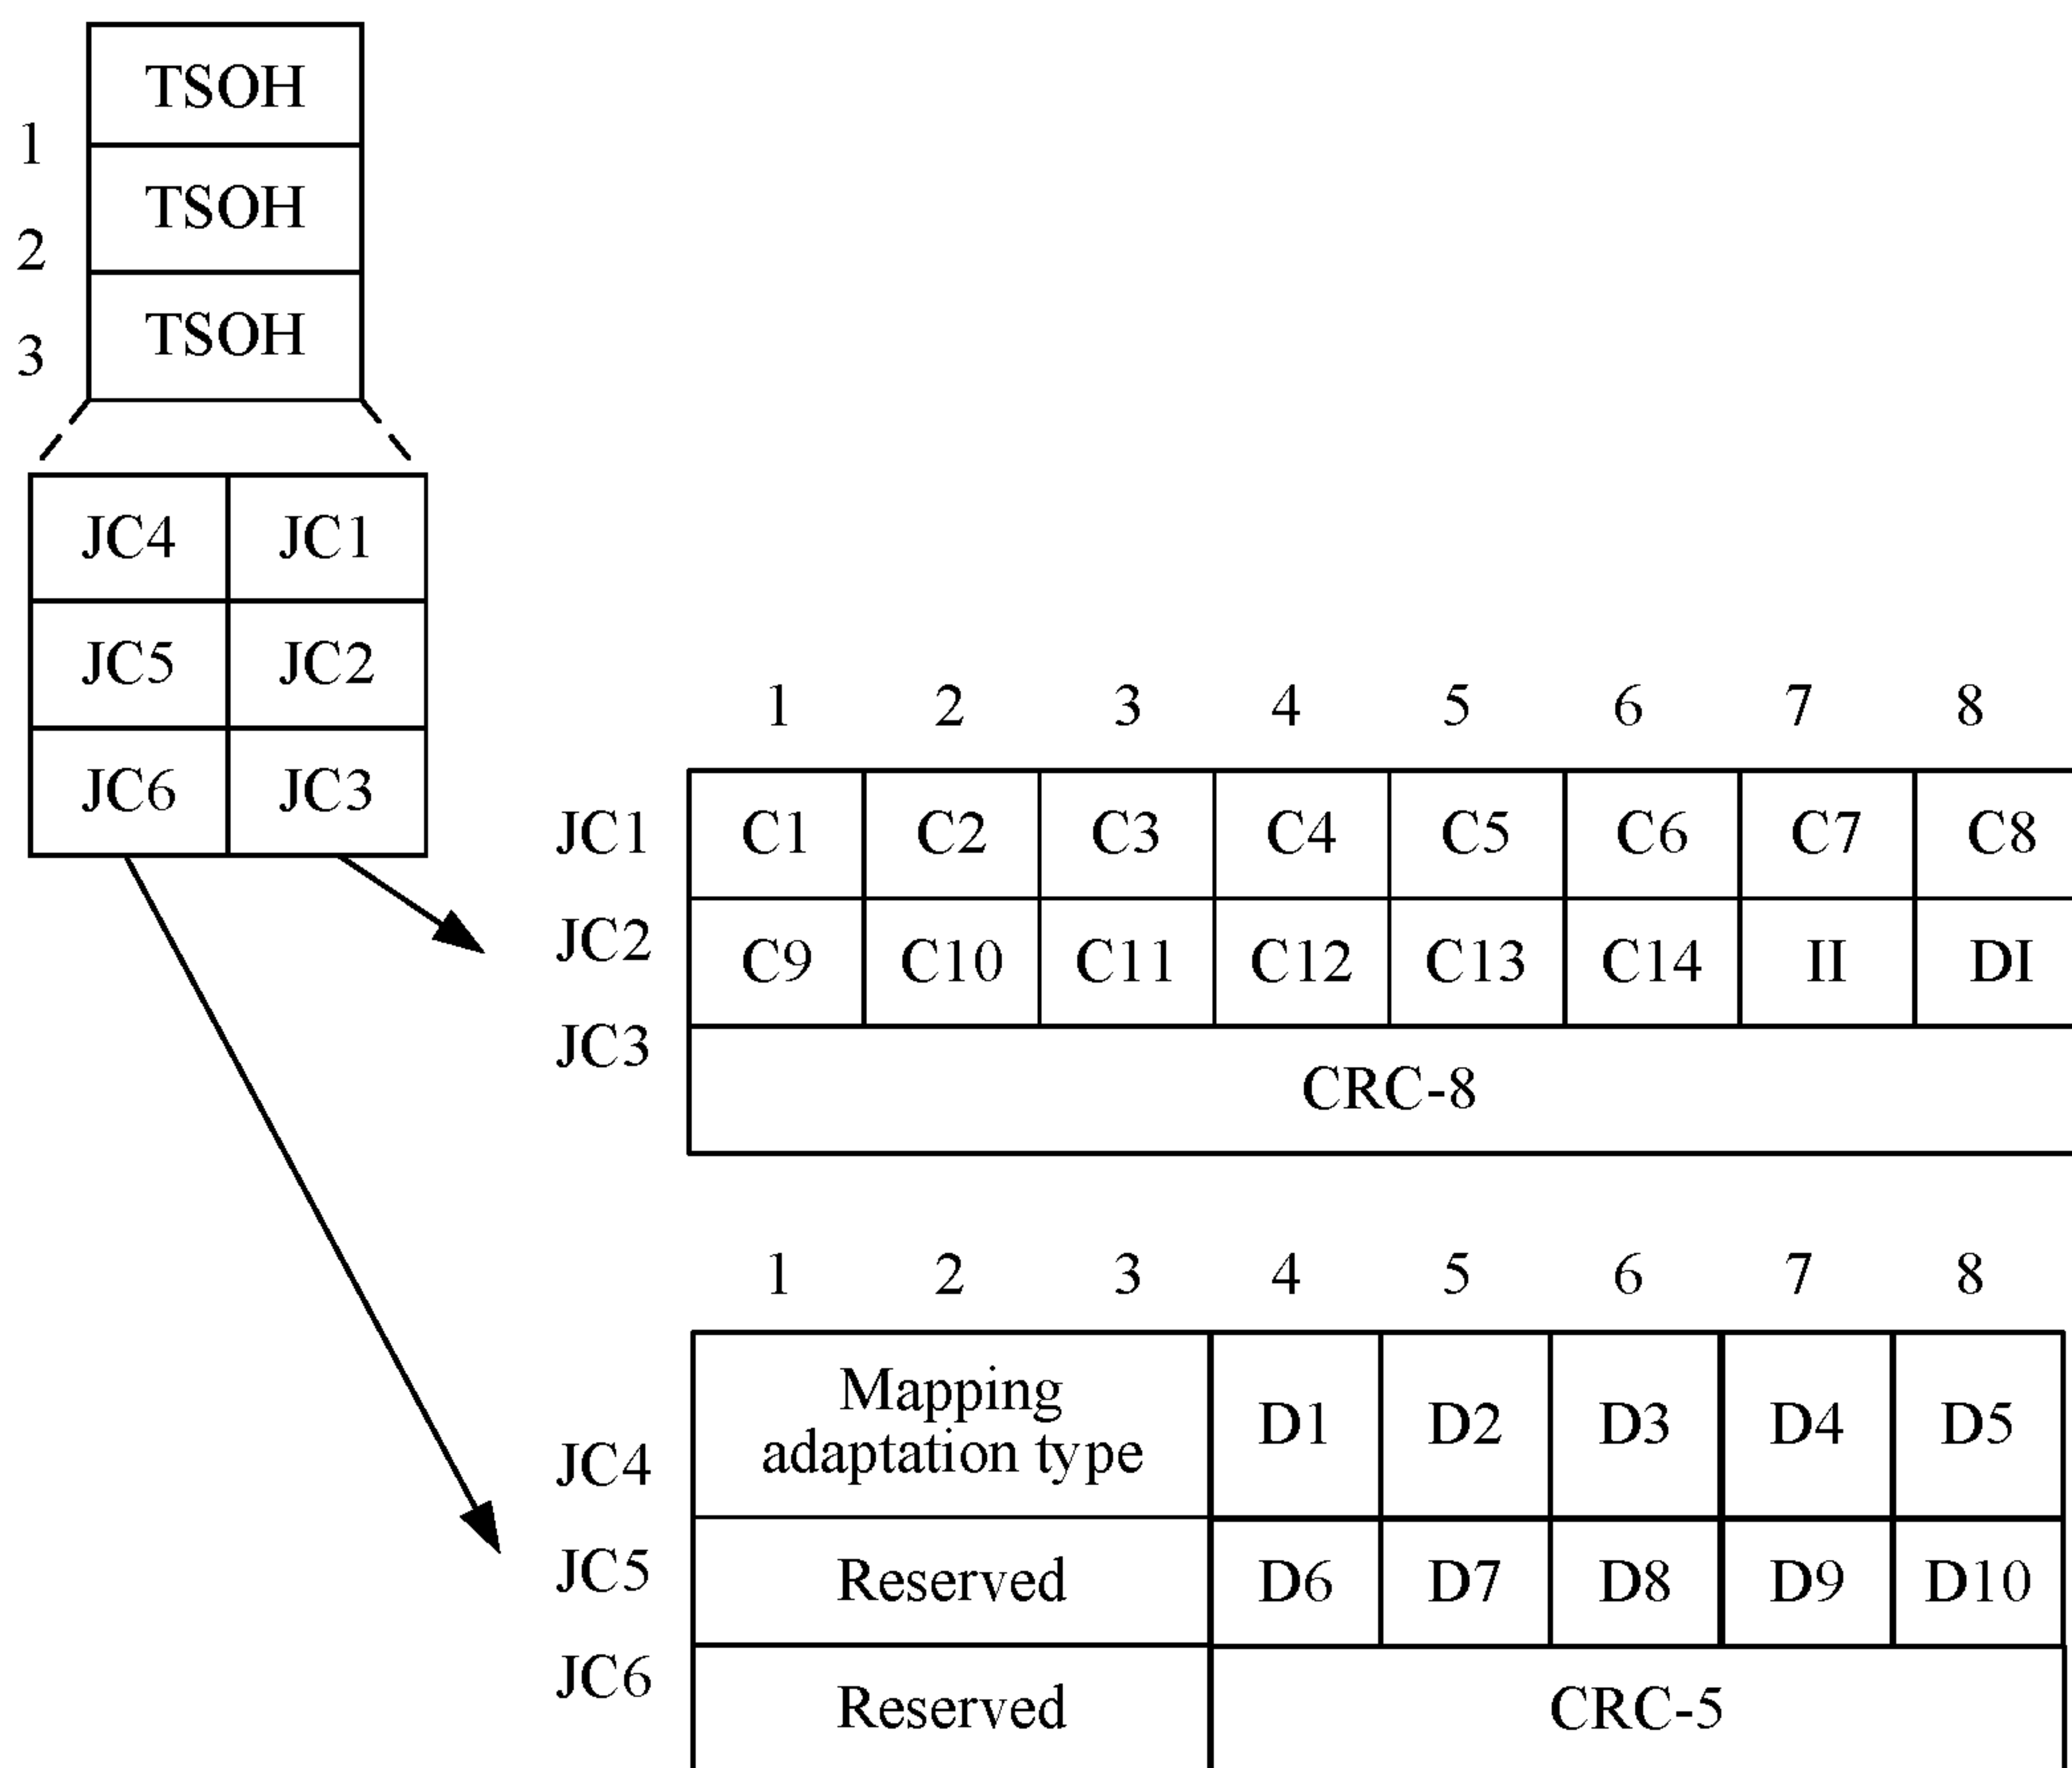 TSOH
1
TSOH
2
TSOH
3
JC4 JC1
JC5 JC2
JC6 JC3
1 2 3 4 5 6 7 8
JC1 C1 C2 C3 C4 C5 C6 C7 C8
JC2 C9 C10 C11 C12 C13 C14 II DI
JC3 CRC-8
1 2 3 4 5 6 7 8
Mapping
adaptation type D1 D2 D3 D4 D5
JC4
JC5 Reserved D6 D7 D8 D9 D10
JC6 Reserved CRC-5